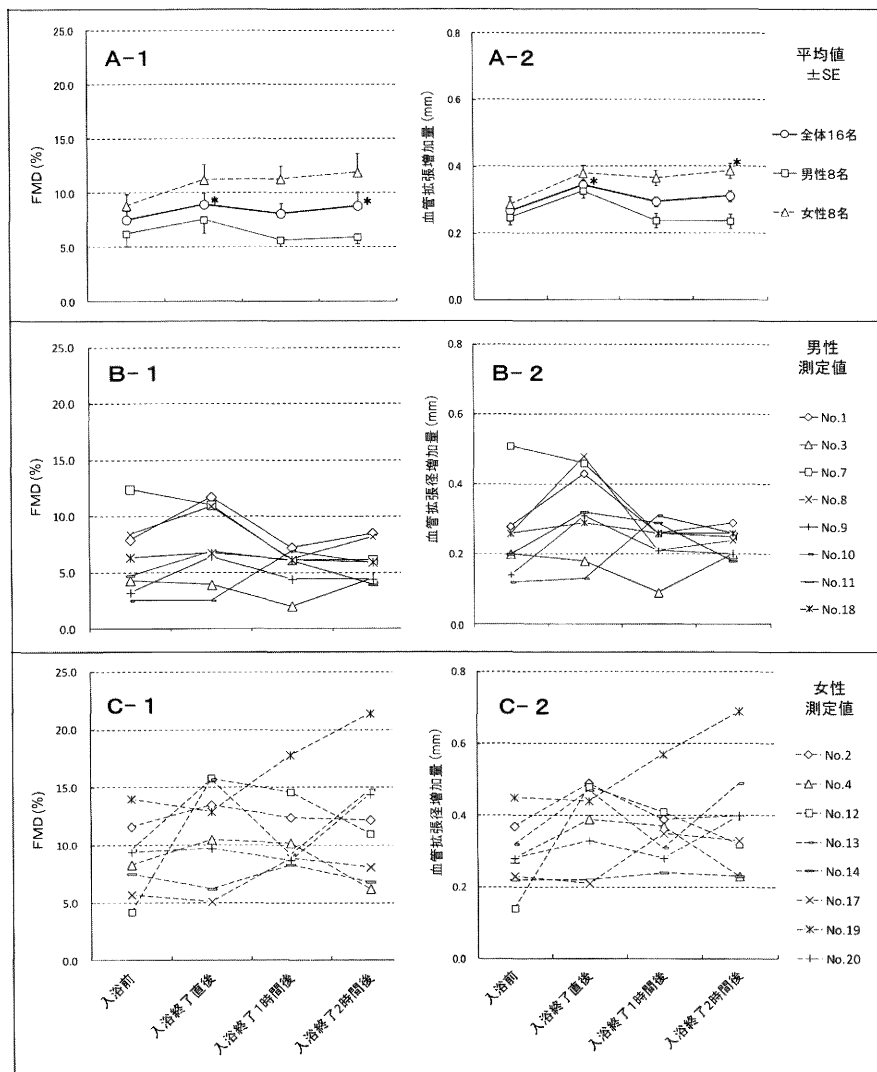 A-1
FMD (%)
25.0
20.0
15.0
10.0
5.0
0.0
*
*
A-2
血管拡張増加量 (mm)
0.8
0.6
0.4
0.2
0.0
*
*
平均値
±SE
全体16名
男性8名
女性8名
B-1
FMD (%)
25.0
20.0
15.0
10.0
5.0
0.0
B-2
血管拡張径増加量 (mm)
0.8
0.6
0.4
0.2
0.0
男性
測定値
No.1
No.3
No.7
No.8
No.9
No.10
No.11
No.18
C-1
FMD (%)
25.0
20.0
15.0
10.0
5.0
0.0
入浴前
入浴終了直後
入浴終了1時間後
入浴終了2時間後
C-2
血管拡張径増加量 (mm)
0.8
0.6
0.4
0.2
0.0
入浴前
入浴終了直後
入浴終了1時間後
入浴終了2時間後
女性
測定値
No.2
No.4
No.12
No.13
No.14
No.17
No.19
No.20